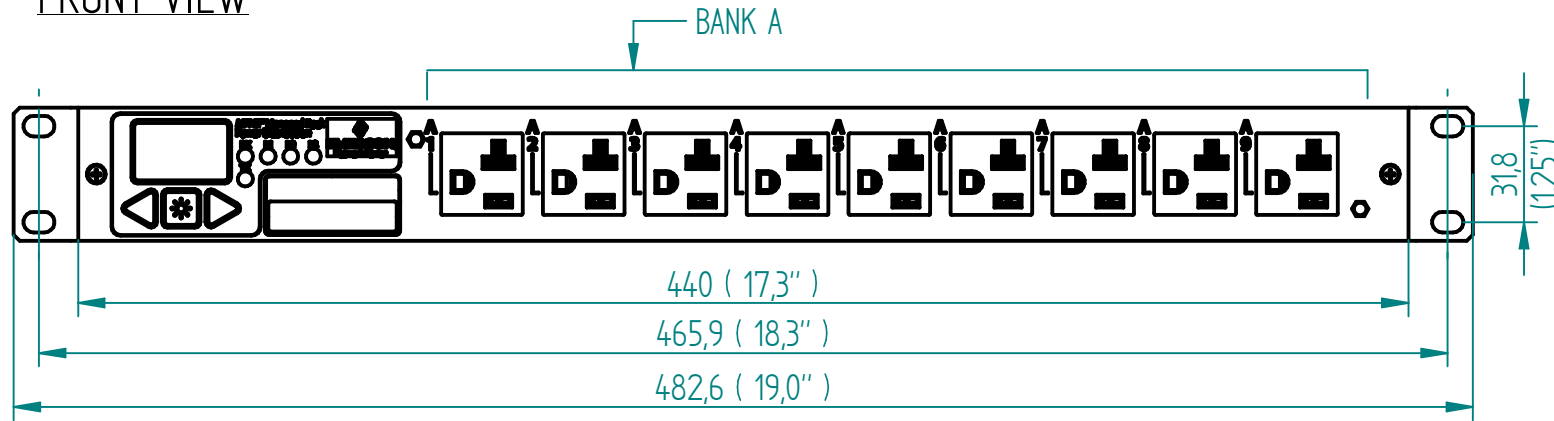 FRONT VIEW
BANK A
A 1 A 2 A 3 A 4 A 5 A 6 A 7 A 8 A 9
31,8
(1.25")
440 ( 17,3" )
465,9 ( 18,3" )
482,6 ( 19,0" )